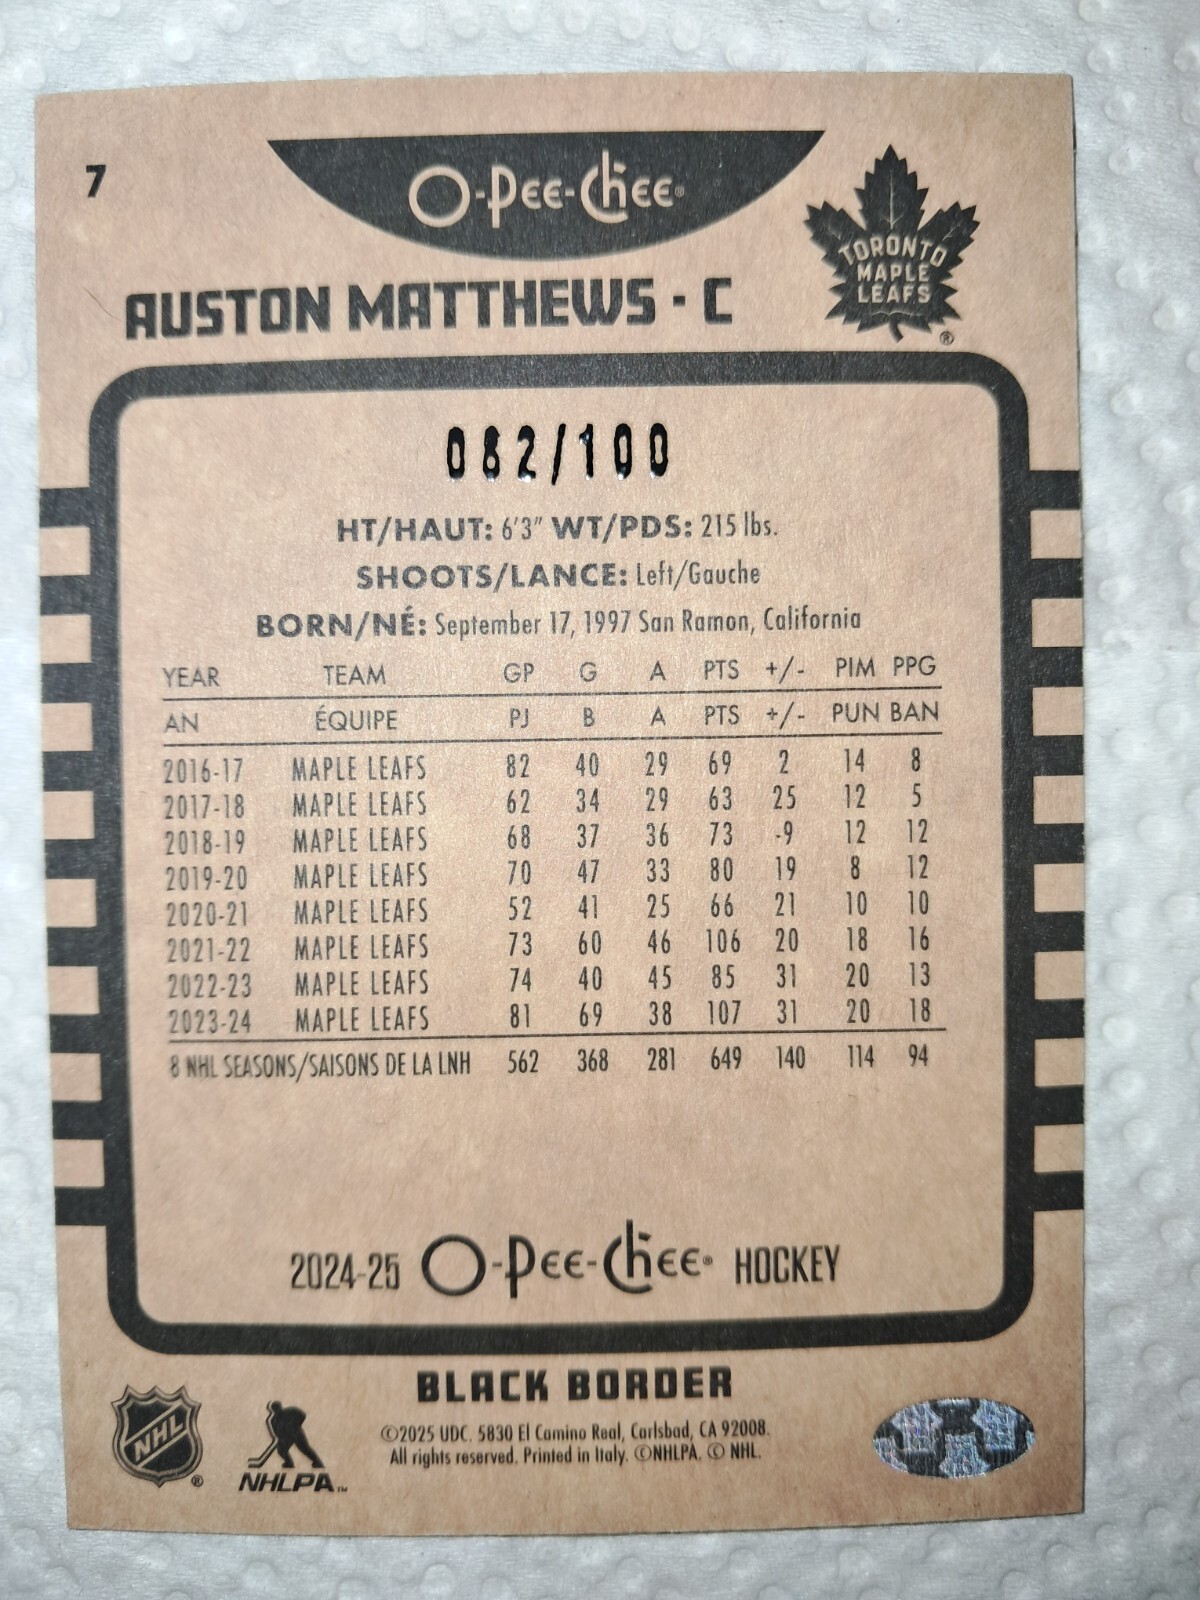 7
O-Pee-Chee®
TORONTO
MAPLE
LEAFS
®
AUSTON MATTHEWS - C
082/100
HT/HAUT: 6'3" WT/PDS: 215 lbs.
SHOOTS/LANCE: Left/Gauche
BORN/NÉ: September 17, 1997 San Ramon, California
YEAR TEAM GP G A PTS +/- PIM PPG
AN ÉQUIPE PJ B A PTS +/- PUN BAN
2016-17 MAPLE LEAFS 82 40 29 69 2 14 8
2017-18 MAPLE LEAFS 62 34 29 63 25 12 5
2018-19 MAPLE LEAFS 68 37 36 73 -9 12 12
2019-20 MAPLE LEAFS 70 47 33 80 19 8 12
2020-21 MAPLE LEAFS 52 41 25 66 21 10 10
2021-22 MAPLE LEAFS 73 60 46 106 20 18 16
2022-23 MAPLE LEAFS 74 40 45 85 31 20 13
2023-24 MAPLE LEAFS 81 69 38 107 31 20 18
8 NHL SEASONS/SAISONS DE LA LNH 562 368 281 649 140 114 94
2024-25 O-Pee-Chee® HOCKEY
BLACK BORDER
©2025 UDC. 5830 El Camino Real, Carlsbad, CA 92008.
All rights reserved. Printed in Italy. ©NHLPA. © NHL.
NHL®
NHLPA™